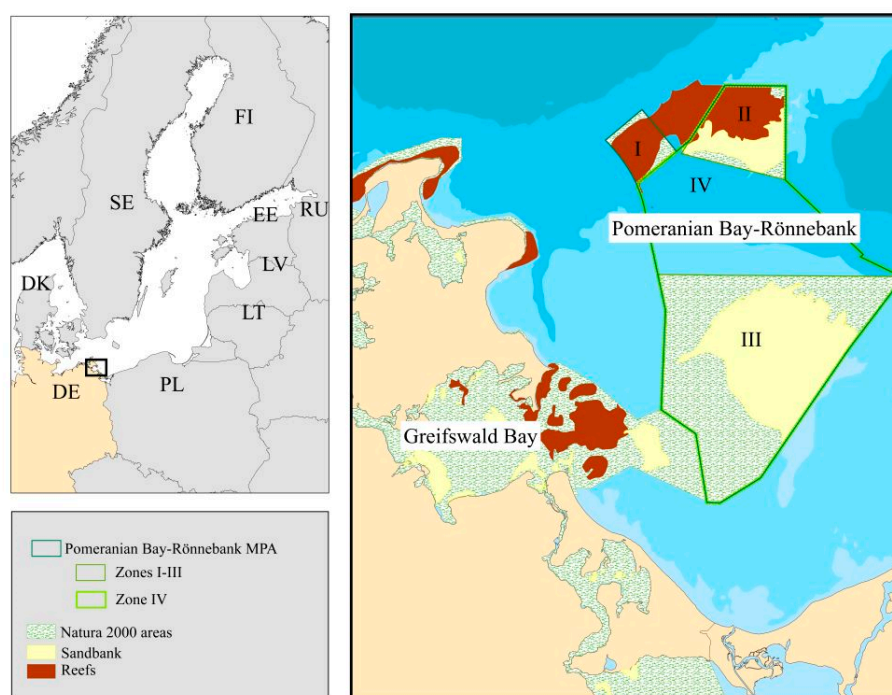 FI
SE
EE
RU
LV
DK
LT
DE
PL
Pomeranian Bay-Rönnebank MPA
Zones I-III
Zone IV
Natura 2000 areas
Sandbank
Reefs
II
I
IV
Pomeranian Bay-Rönnebank
III
Greifswald Bay